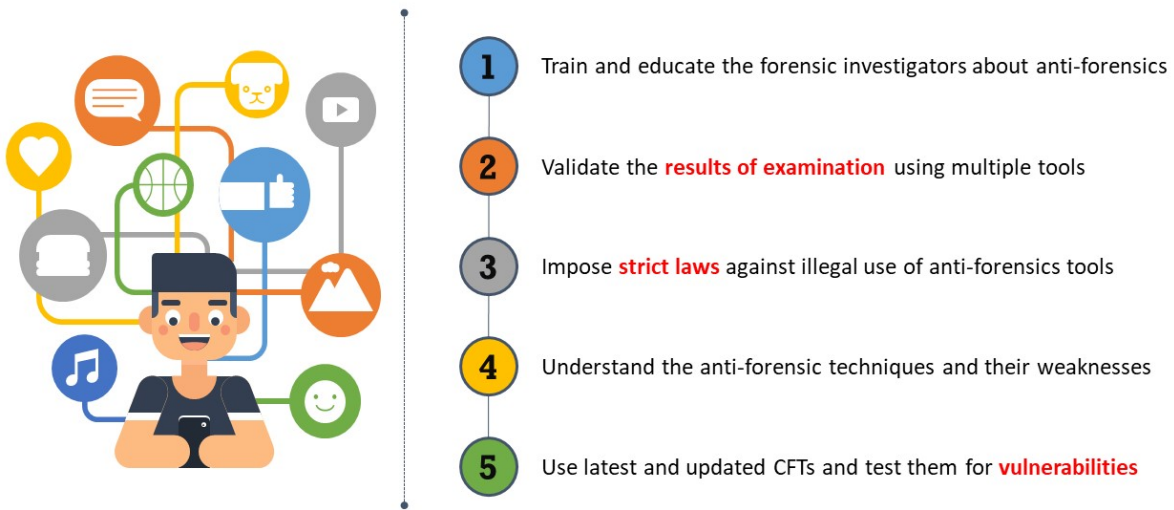 1 Train and educate the forensic investigators about anti-forensics
2 Validate the results of examination using multiple tools
3 Impose strict laws against illegal use of anti-forensics tools
4 Understand the anti-forensic techniques and their weaknesses
5 Use latest and updated CFTs and test them for vulnerabilities